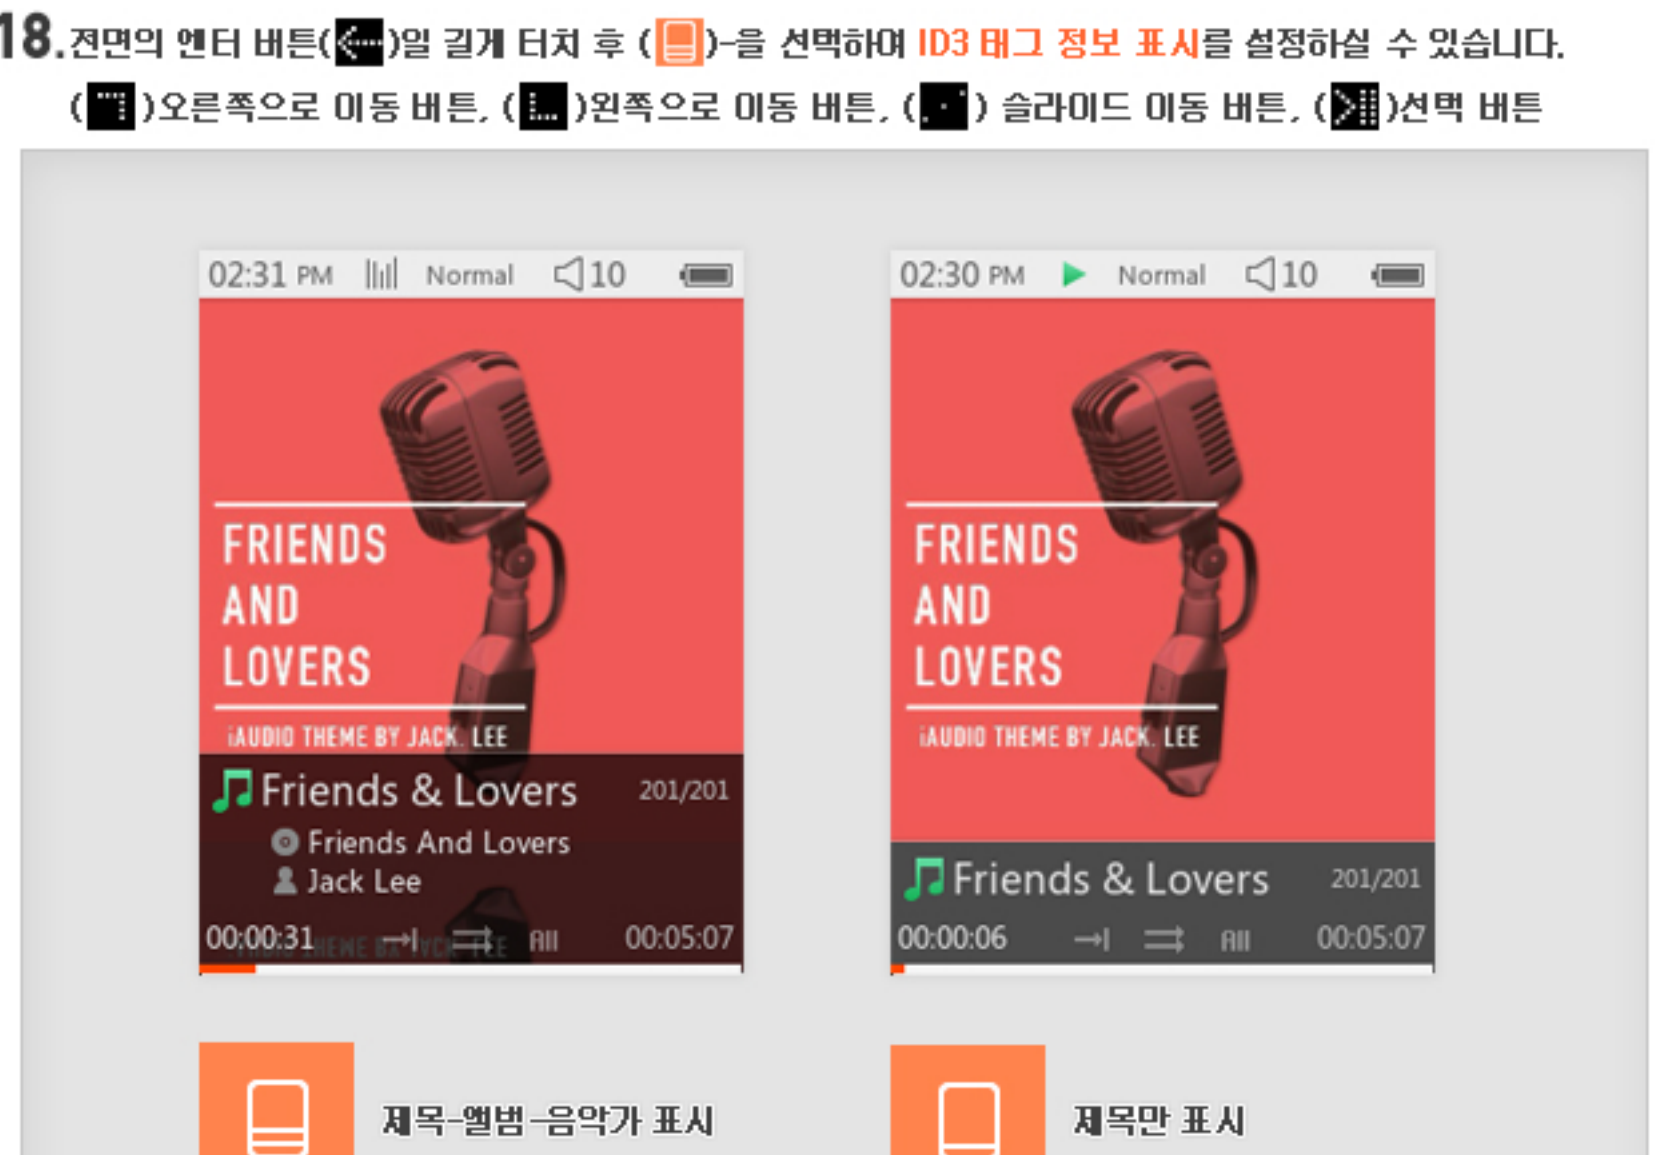 18.전면의 엔터 버튼( )일 길게 터치 후 ( )-을 선택하여 ID3 태그 정보 표시를 설정하실 수 있습니다.
( )오른쪽으로 이동 버튼, ( )왼쪽으로 이동 버튼, ( ) 슬라이드 이동 버튼, ( )선택 버튼
02:31 PM Normal 10
FRIENDS
AND
LOVERS
iAUDIO THEME BY JACK. LEE
Friends & Lovers 201/201
Friends And Lovers
Jack Lee
00:00:31 All 00:05:07
02:30 PM Normal 10
FRIENDS
AND
LOVERS
iAUDIO THEME BY JACK. LEE
Friends & Lovers 201/201
00:00:06 All 00:05:07
제목-앨범-음악가 표시
제목만 표시